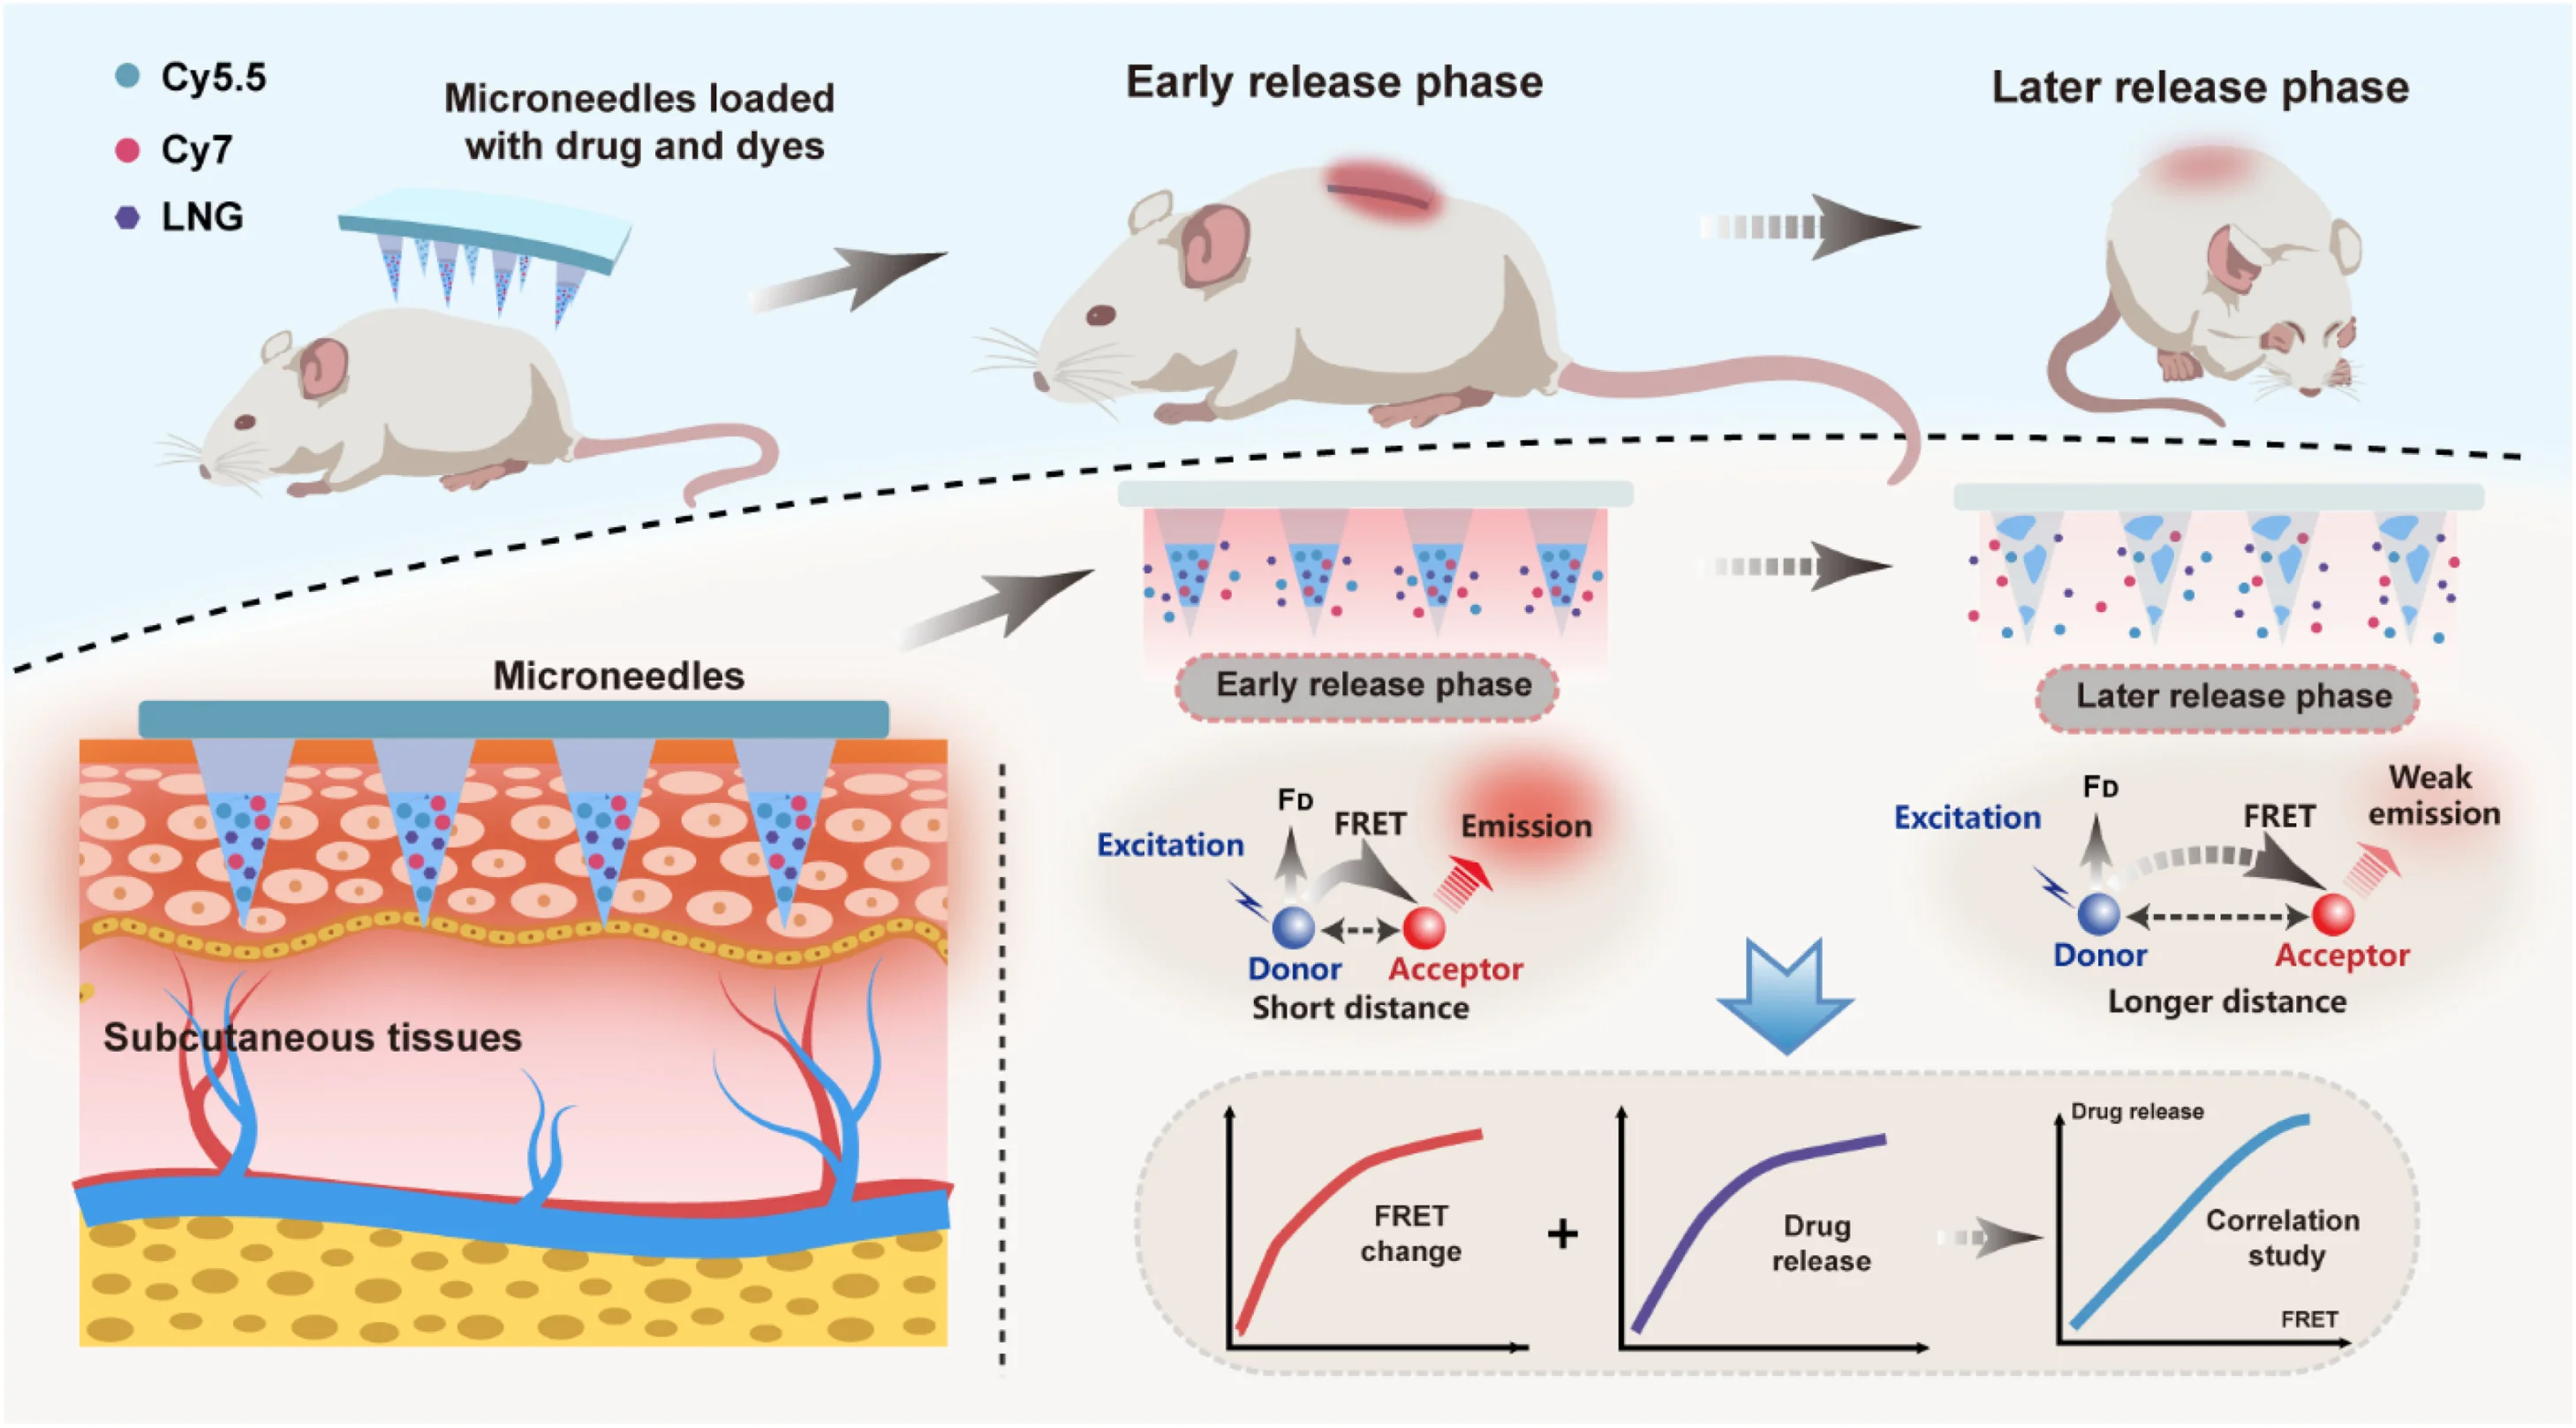 Cy5.5
Cy7
LNG
Microneedles loaded
with drug and dyes
Early release phase
Later release phase
Microneedles
Subcutaneous tissues
Early release phase
Later release phase
Excitation
FD
FRET
Emission
Donor
Acceptor
Short distance
Excitation
FD
FRET
Weak
emission
Donor
Acceptor
Longer distance
FRET
change
+
Drug
release
Drug release
Correlation
study
FRET